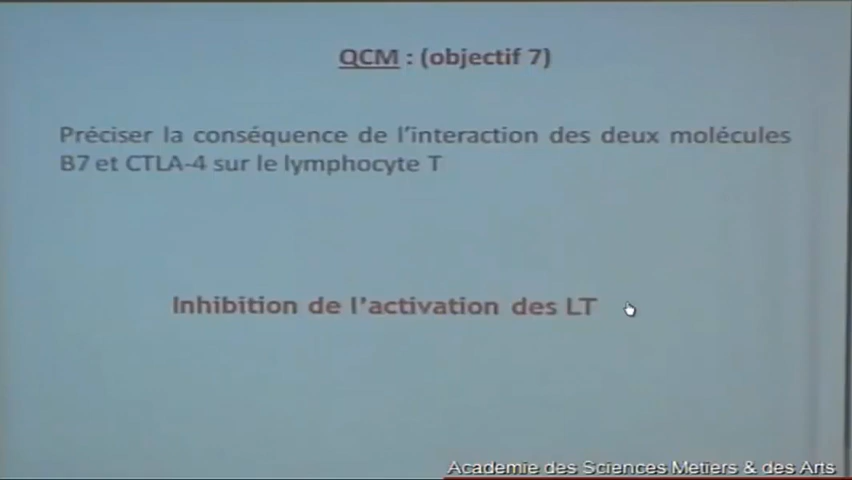 QCM : (objectif 7)
Préciser la conséquence de l'interaction des deux molécules
B7 et CTLA-4 sur le lymphocyte T
Inhibition de l'activation des LT
Academie des Sciences Metiers & des Arts